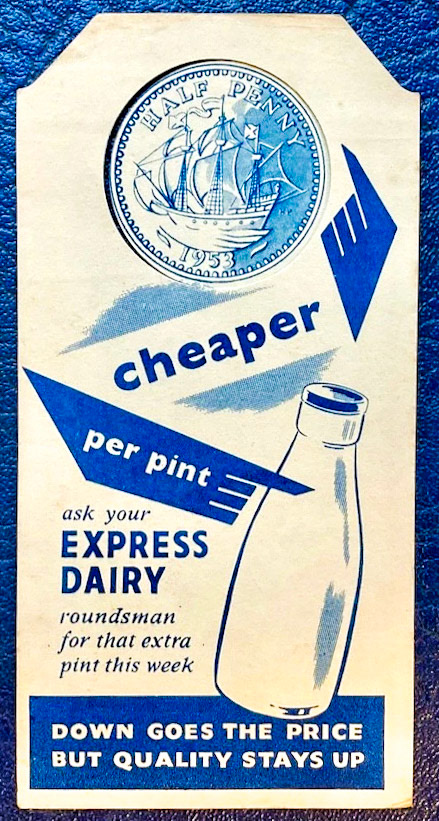 HALF PENNY
1953
cheaper
per pint
ask your
EXPRESS
DAIRY
roundsman
for that extra
pint this week
DOWN GOES THE PRICE
BUT QUALITY STAYS UP